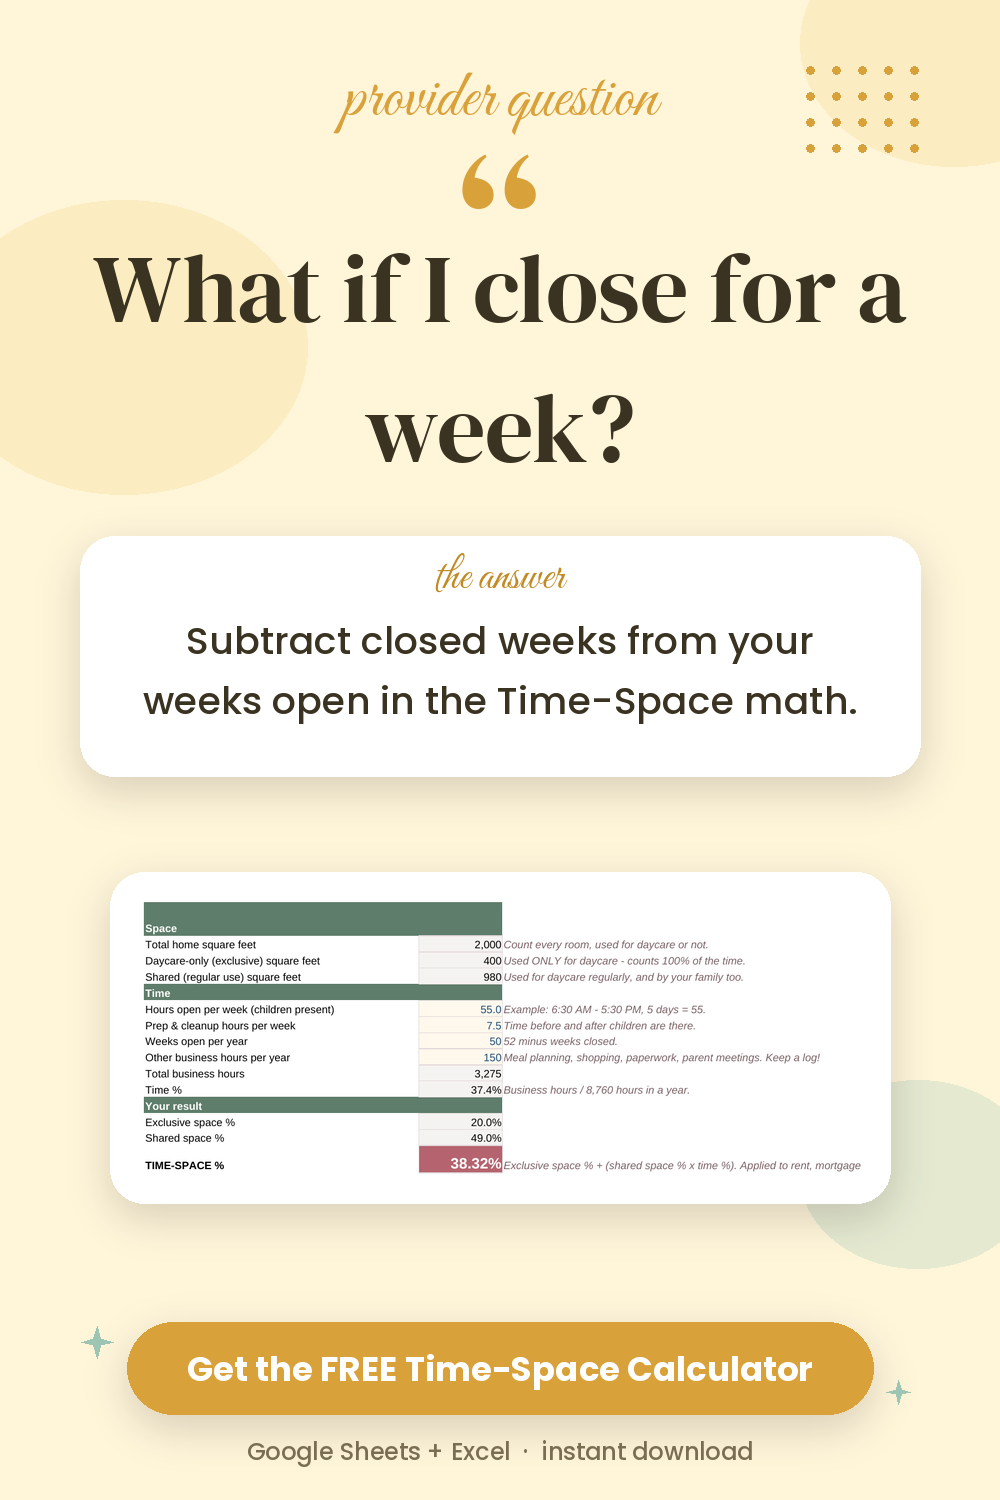 provider question
“
What if I close for a
week?
the answer
Subtract closed weeks from your
weeks open in the Time-Space math.
Space
Total home square feet 2,000 Count every room, used for daycare or not.
Daycare-only (exclusive) square feet 400 Used ONLY for daycare - counts 100% of the time.
Shared (regular use) square feet 980 Used for daycare regularly, and by your family too.
Time
Hours open per week (children present) 55.0 Example: 6:30 AM - 5:30 PM, 5 days = 55.
Prep & cleanup hours per week 7.5 Time before and after children are there.
Weeks open per year 50 52 minus weeks closed.
Other business hours per year 150 Meal planning, shopping, paperwork, parent meetings. Keep a log!
Total business hours 3,275
Time % 37.4% Business hours / 8,760 hours in a year.
Your result
Exclusive space % 20.0%
Shared space % 49.0%
TIME-SPACE % 38.32% Exclusive space % + (shared space % x time %). Applied to rent, mortgage
Get the FREE Time-Space Calculator
Google Sheets + Excel · instant download